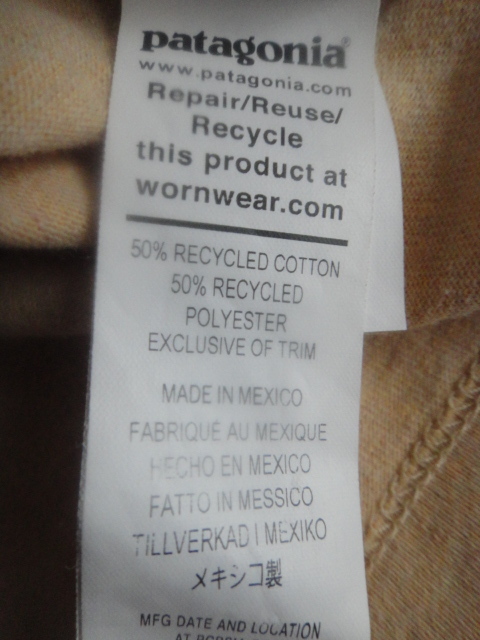 patagonia®
www.patagonia.com
Repair/Reuse/
Recycle
this product at
wornwear.com
50% RECYCLED COTTON
50% RECYCLED
POLYESTER
EXCLUSIVE OF TRIM
MADE IN MEXICO
FABRIQUÉ AU MEXIQUE
HECHO EN MEXICO
FATTO IN MESSICO
TILLVERKAD I MEXIKO
メキシコ製
MFG DATE AND LOCATION
AT